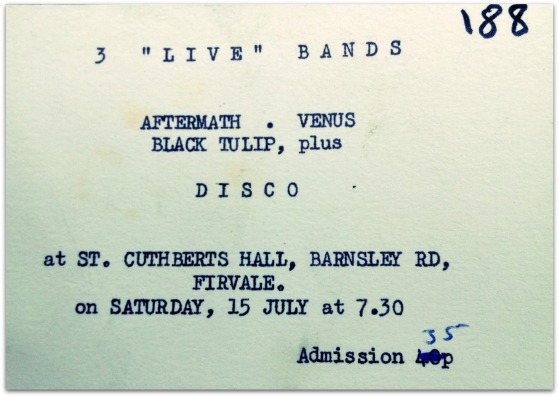 188
3 "LIVE" BANDS
AFTERMATH . VENUS
BLACK TULIP, plus
DISCO
at ST. CUTHBERTS HALL, BARNSLEY RD,
FIRVALE.
on SATURDAY, 15 JULY at 7.30
35
Admission 40p